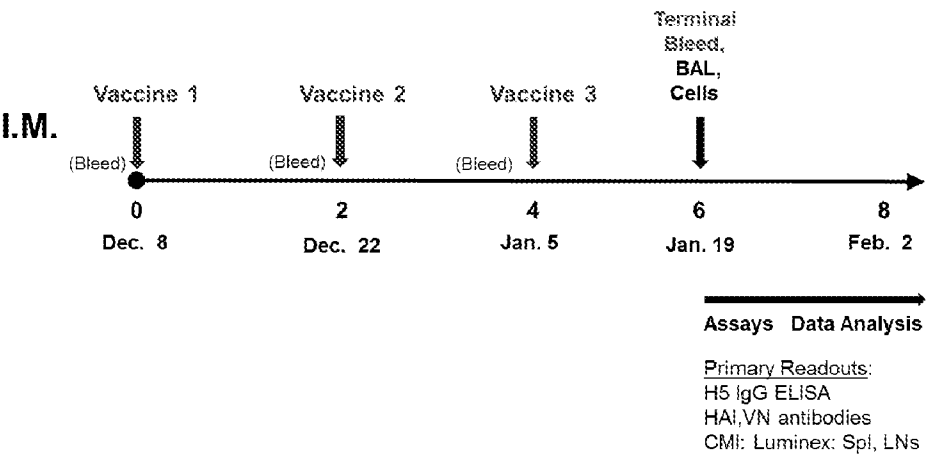 Terminal
Bleed,
BAL,
Cells
Vaccine 1
Vaccine 2
Vaccine 3
I.M.
(Bleed)
(Bleed)
(Bleed)
0
2
4
6
8
Dec. 8
Dec. 22
Jan. 5
Jan. 19
Feb. 2
Assays Data Analysis
Primary Readouts:
H5 IgG ELISA
HAI,VN antibodies
CMI: Luminex: Spl, LNs